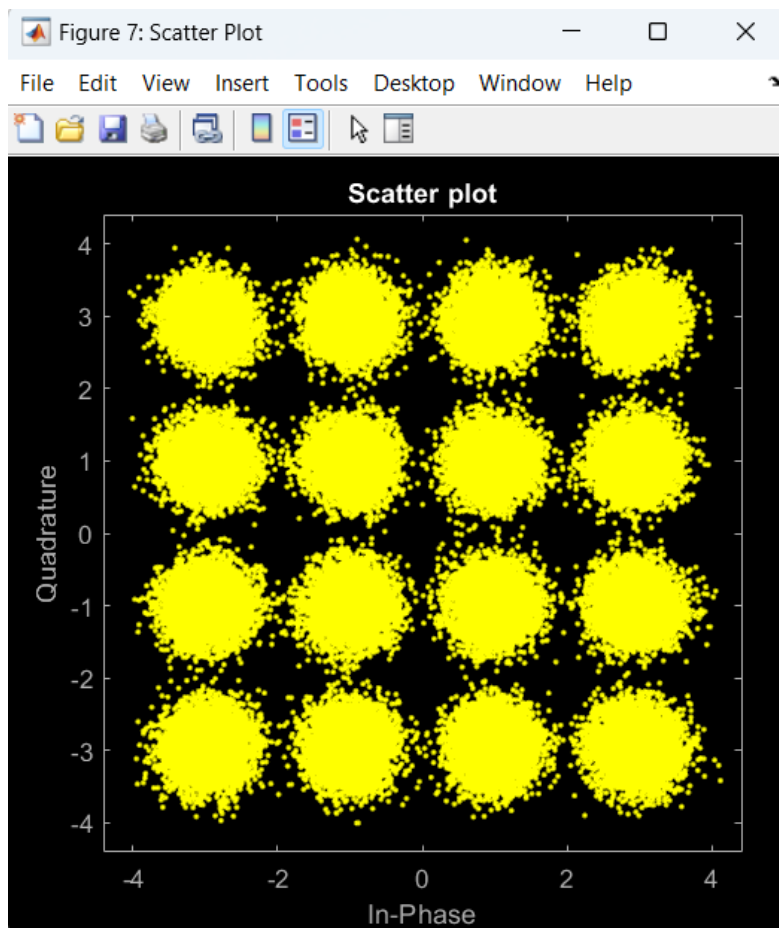 Figure 7: Scatter Plot
File Edit View Insert Tools Desktop Window Help
Scatter plot
4
3
2
1
0
-1
-2
-3
-4
Quadrature
-4 -2 0 2 4
In-Phase